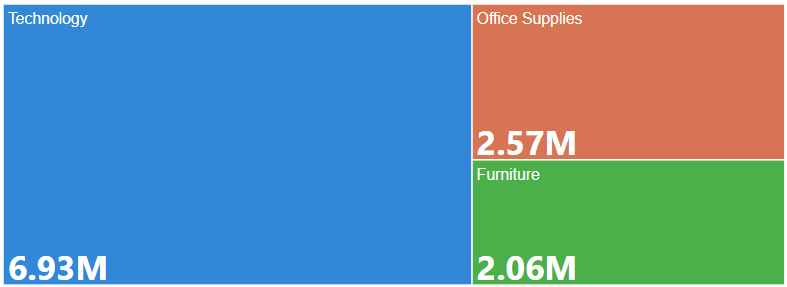 Technology
6.93M
Office Supplies
2.57M
Furniture
2.06M